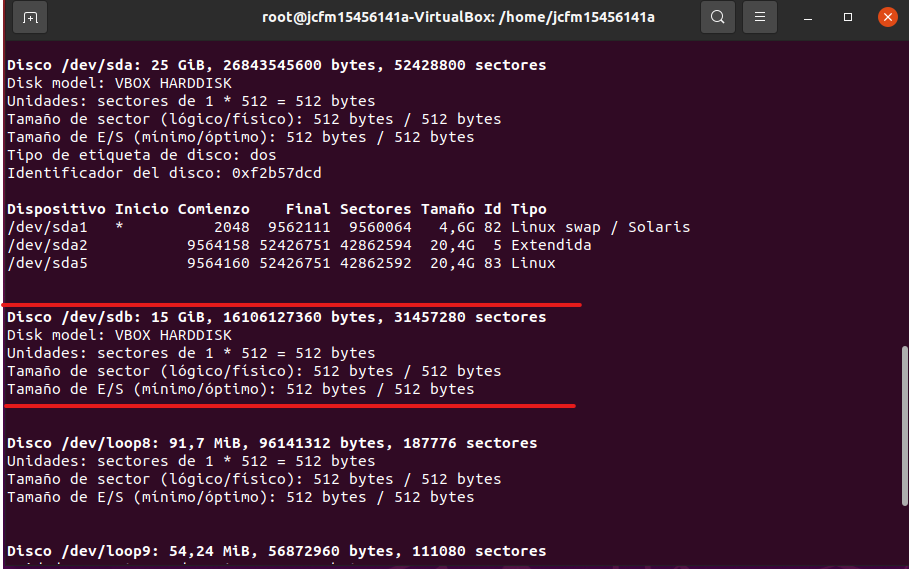 root@jcfm15456141a-VirtualBox: /home/jcfm15456141a
Disco /dev/sda: 25 GiB, 26843545600 bytes, 52428800 sectores
Disk model: VBOX HARDDISK
Unidades: sectores de 1 * 512 = 512 bytes
Tamaño de sector (lógico/físico): 512 bytes / 512 bytes
Tamaño de E/S (mínimo/óptimo): 512 bytes / 512 bytes
Tipo de etiqueta de disco: dos
Identificador del disco: 0xf2b57dcd
Dispositivo Inicio Comienzo    Final Sectores Tamaño Id Tipo
/dev/sda1   *          2048  9562111  9560064   4,6G 82 Linux swap / Solaris
/dev/sda2           9564158 52426751 42862594  20,4G  5 Extendida
/dev/sda5           9564160 52426751 42862592  20,4G 83 Linux
Disco /dev/sdb: 15 GiB, 16106127360 bytes, 31457280 sectores
Disk model: VBOX HARDDISK
Unidades: sectores de 1 * 512 = 512 bytes
Tamaño de sector (lógico/físico): 512 bytes / 512 bytes
Tamaño de E/S (mínimo/óptimo): 512 bytes / 512 bytes
Disco /dev/loop8: 91,7 MiB, 96141312 bytes, 187776 sectores
Unidades: sectores de 1 * 512 = 512 bytes
Tamaño de sector (lógico/físico): 512 bytes / 512 bytes
Tamaño de E/S (mínimo/óptimo): 512 bytes / 512 bytes
Disco /dev/loop9: 54,24 MiB, 56872960 bytes, 111080 sectores